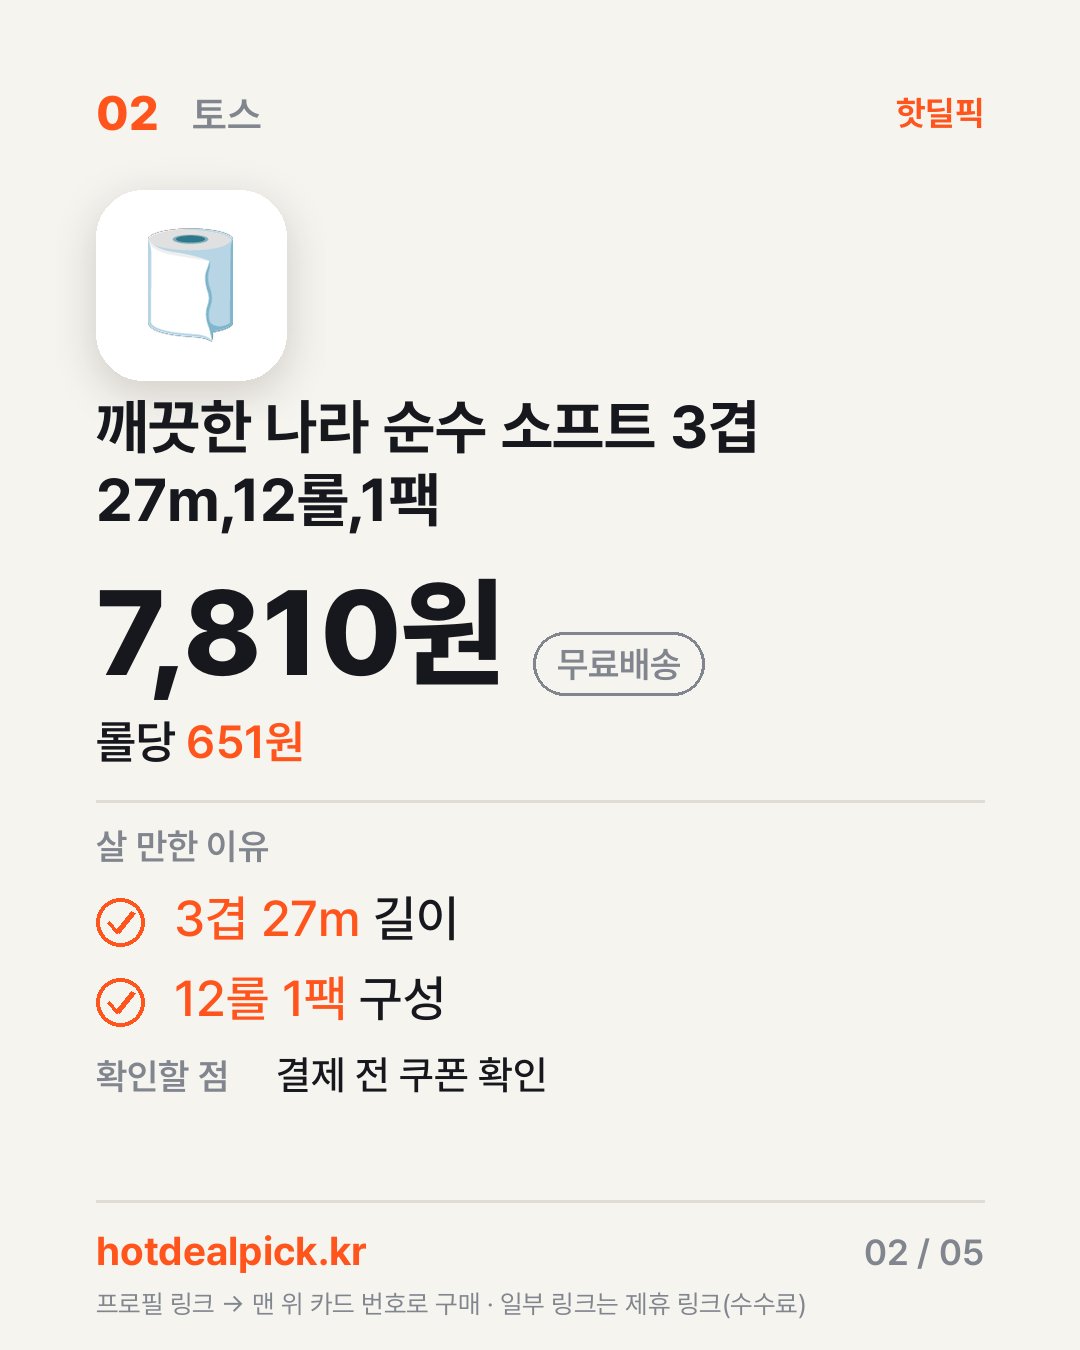 02 토스
핫딜픽
깨끗한 나라 순수 소프트 3겹
27m,12롤,1팩
7,810원 무료배송
롤당 651원
살 만한 이유
3겹 27m 길이
12롤 1팩 구성
확인할 점 결제 전 쿠폰 확인
hotdealpick.kr
02 / 05
프로필 링크 → 맨 위 카드 번호로 구매 · 일부 링크는 제휴 링크(수수료)